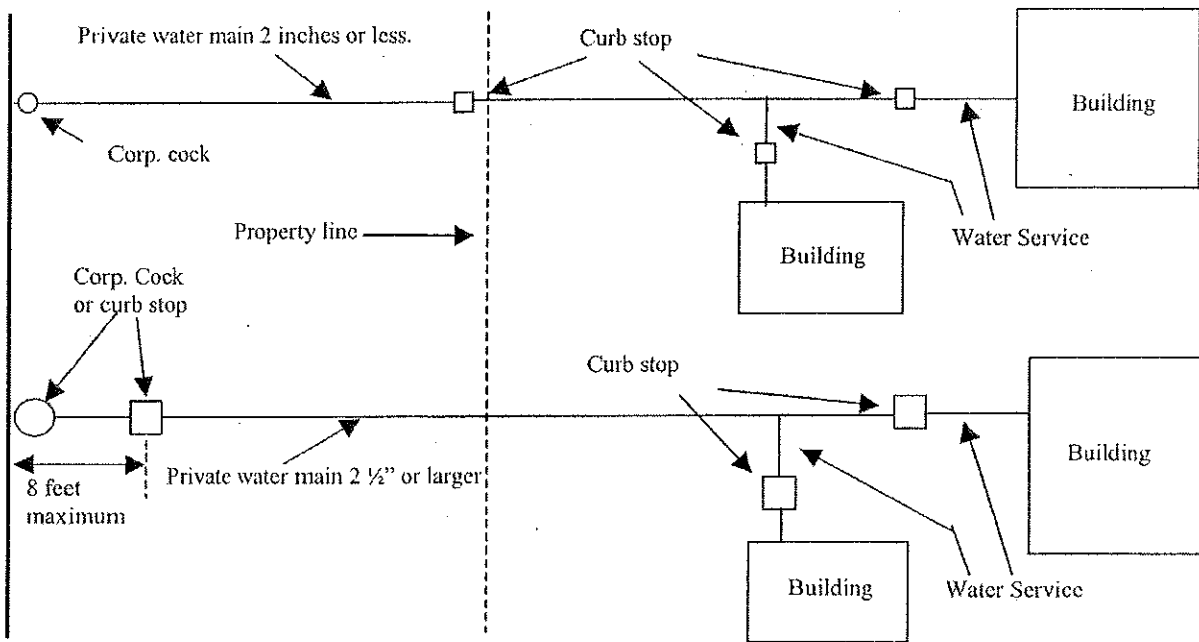 Private water main 2 inches or less.
Curb stop
Building
Corp. cock
Property line
Building
Water Service
Corp. Cock
or curb stop
Curb stop
Building
Private water main 2 ½” or larger
8 feet
maximum
Building
Water Service